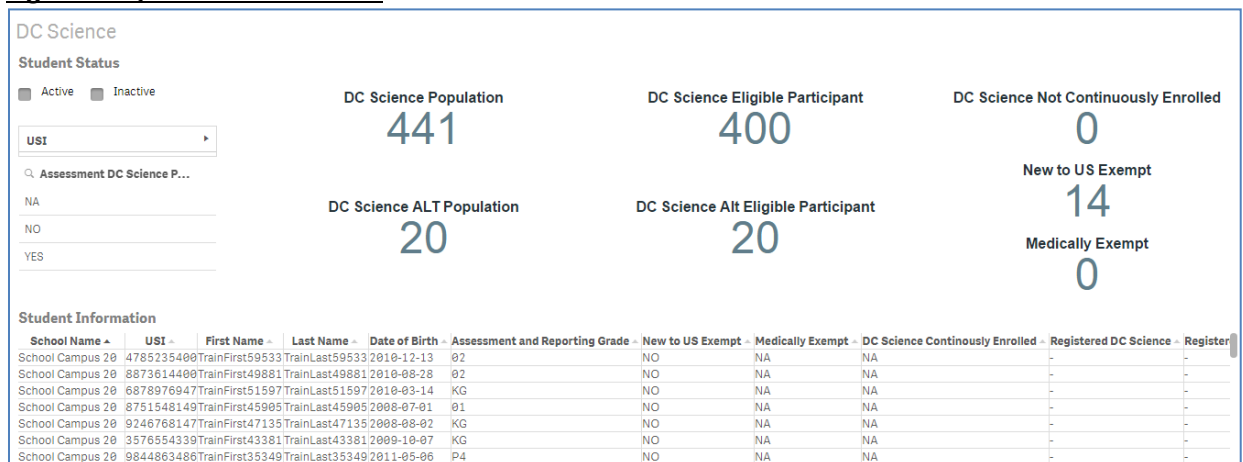 DC Science
Student Status
Active Inactive
USI
Assessment DC Science P...
NA
NO
YES
DC Science Population
441
DC Science Eligible Participant
400
DC Science Not Continuously Enrolled
0
New to US Exempt
14
DC Science ALT Population
20
DC Science Alt Eligible Participant
20
Medically Exempt
0
Student Information
School Name USI First Name Last Name Date of Birth Assessment and Reporting Grade New to US Exempt Medically Exempt DC Science Continously Enrolled Registered DC Science Register
School Campus 20 4785235400 TrainFirst59533 TrainLast59533 2010-12-13 02 NO NA NA - -
School Campus 20 8873614400 TrainFirst49881 TrainLast49881 2010-08-28 02 NO NA NA - -
School Campus 20 6878976947 TrainFirst51597 TrainLast51597 2010-03-14 KG NO NA NA - -
School Campus 20 8751548149 TrainFirst45905 TrainLast45905 2008-07-01 01 NO NA NA - -
School Campus 20 9246768147 TrainFirst47135 TrainLast47135 2008-08-02 KG NO NA NA - -
School Campus 20 3576554339 TrainFirst43381 TrainLast43381 2009-10-07 KG NO NA NA - -
School Campus 20 9844863486 TrainFirst35349 TrainLast35349 2011-05-06 P4 NO NA NA - -